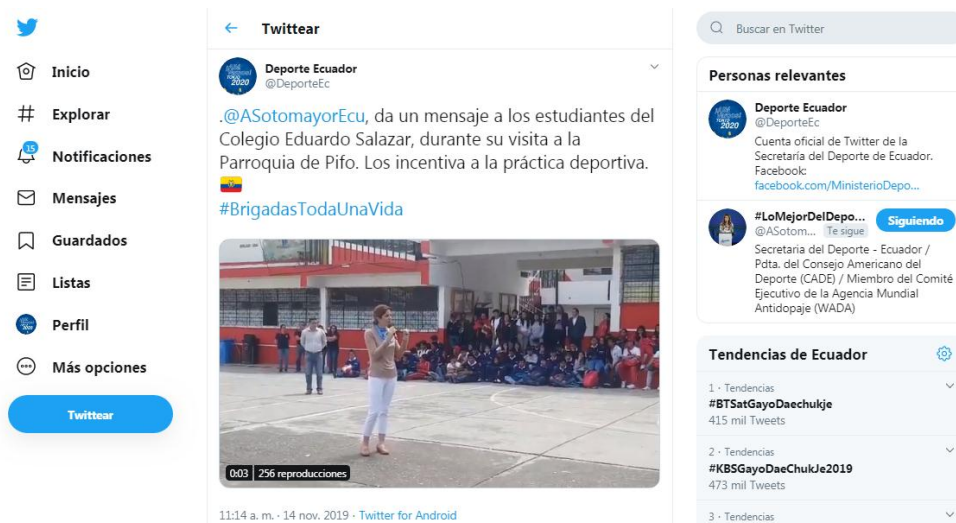 Inicio
Explorar
15
Notificaciones
Mensajes
Guardados
Listas
Perfil
Más opciones
Twittear
Twittear
Deporte Ecuador
@DeporteEc
.@ASotomayorEcu, da un mensaje a los estudiantes del
Colegio Eduardo Salazar, durante su visita a la
Parroquia de Pifo. Los incentiva a la práctica deportiva.
#BrigadasTodaUnaVida
0:03 256 reproducciones
11:14 a. m. · 14 nov. 2019 · Twitter for Android
Buscar en Twitter
Personas relevantes
2020
Deporte Ecuador
@DeporteEc
Cuenta oficial de Twitter de la
Secretaría del Deporte de Ecuador.
Facebook:
facebook.com/MinisterioDepo...
#LoMejorDelDepo...
Siguiendo
@ASotom... Te sigue
Secretaria del Deporte - Ecuador /
Pdta. del Consejo Americano del
Deporte (CADE) / Miembro del Comité
Ejecutivo de la Agencia Mundial
Antidopaje (WADA)
Tendencias de Ecuador
1 · Tendencias
#BTSatGayoDaechukje
415 mil Tweets
2 · Tendencias
#KBSGayoDaeChukJe2019
473 mil Tweets
3 · Tendencias